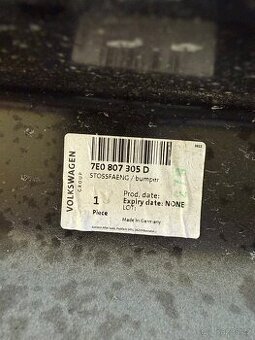 VOLKSWAGEN
GROUP
7E0 807 305 D
STOSSFAENG / bumper
1
Piece
Prod. date:
Expiry date: NONE
LOT:
Made in Germany